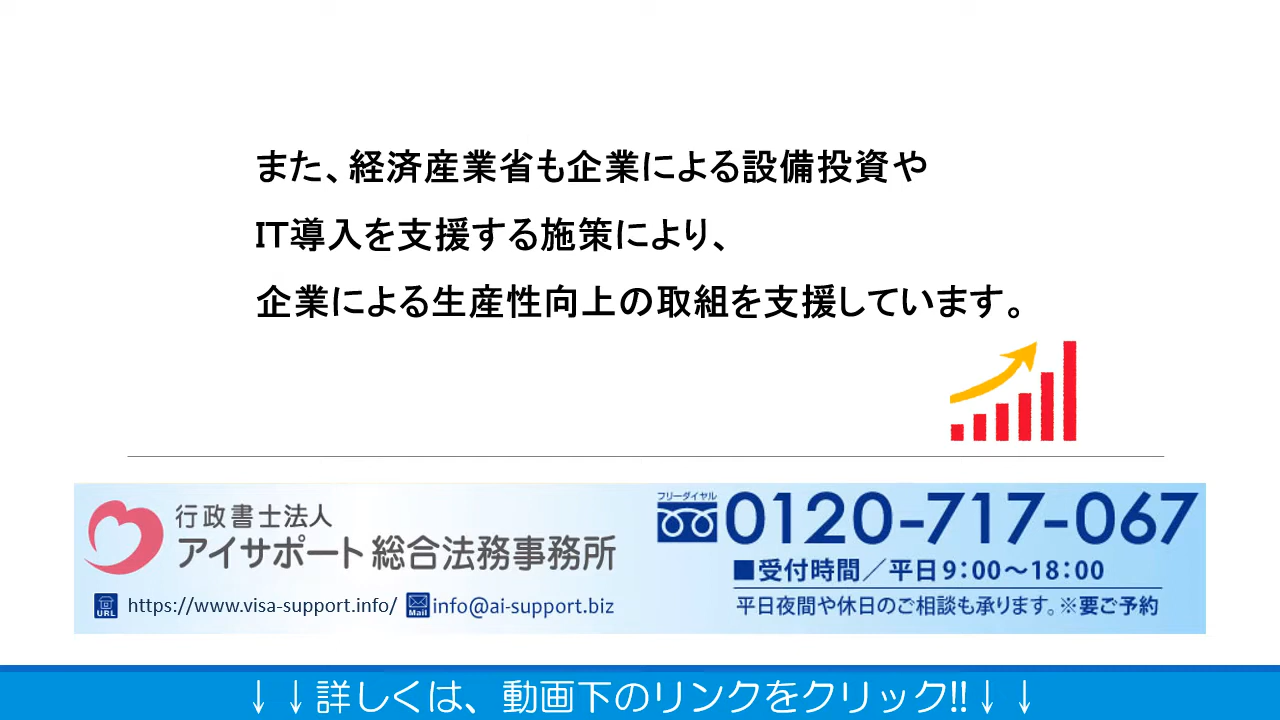 また、経済産業省も企業による設備投資や
IT導入を支援する施策により、
企業による生産性向上の取組を支援しています。
行政書士法人
アイサポート 総合法務事務所
URL https://www.visa-support.info/ Mail info@ai-support.biz
フリーダイヤル
0120-717-067
■受付時間／平日9:00〜18:00
平日夜間や休日のご相談も承ります。※要ご予約
↓↓詳しくは、動画下のリンクをクリック!!↓↓